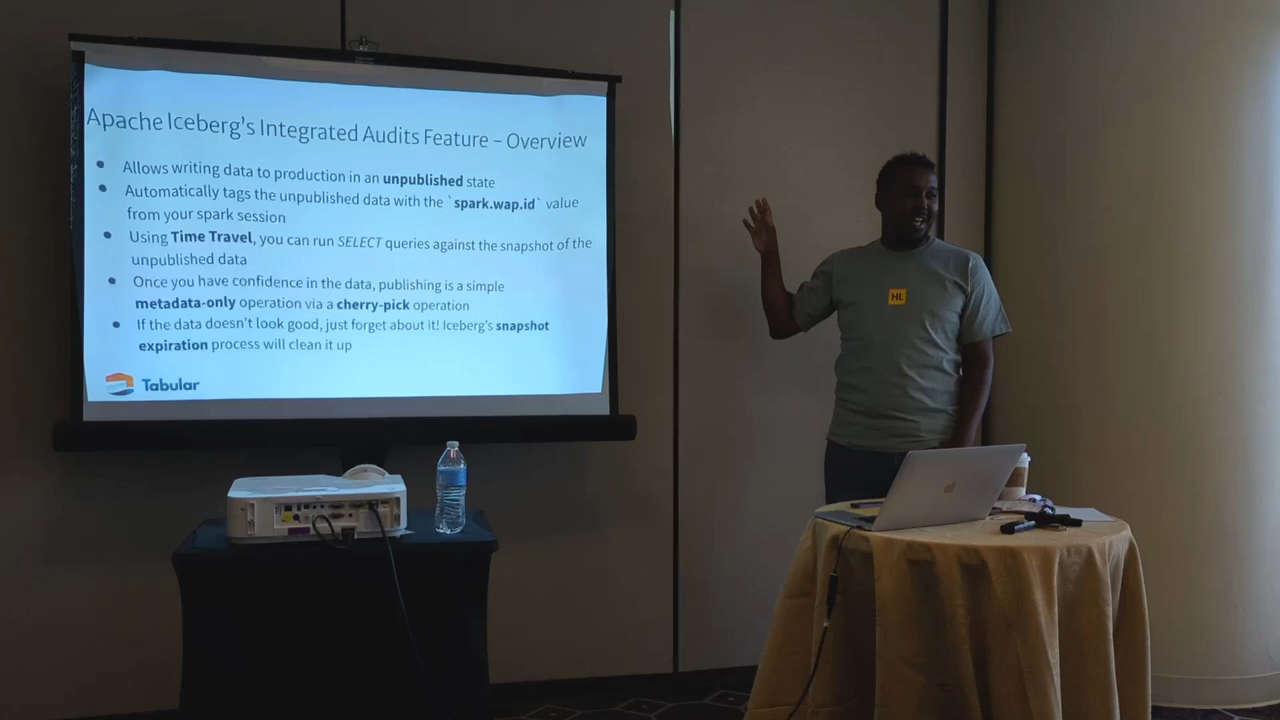 Apache Iceberg's Integrated Audits Feature – Overview
• Allows writing data to production in an unpublished state
• Automatically tags the unpublished data with the `spark.wap.id` value
from your spark session
• Using Time Travel, you can run SELECT queries against the snapshot of the
unpublished data
• Once you have confidence in the data, publishing is a simple
metadata-only operation via a cherry-pick operation
• If the data doesn't look good, just forget about it! Iceberg's snapshot
expiration process will clean it up
Tabular
HL